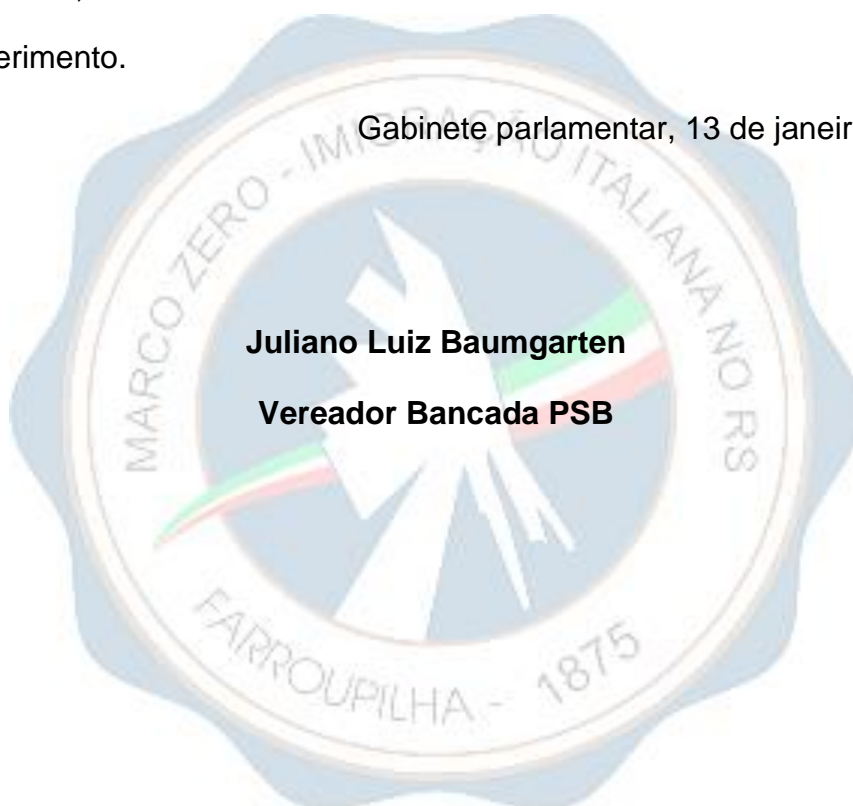 erimento.
Gabinete parlamentar, 13 de janeir
MARCO ZERO - IMIGRAÇÃO ITALIANA NO RS
Juliano Luiz Baumgarten
Vereador Bancada PSB
FARROUPILHA - 1875